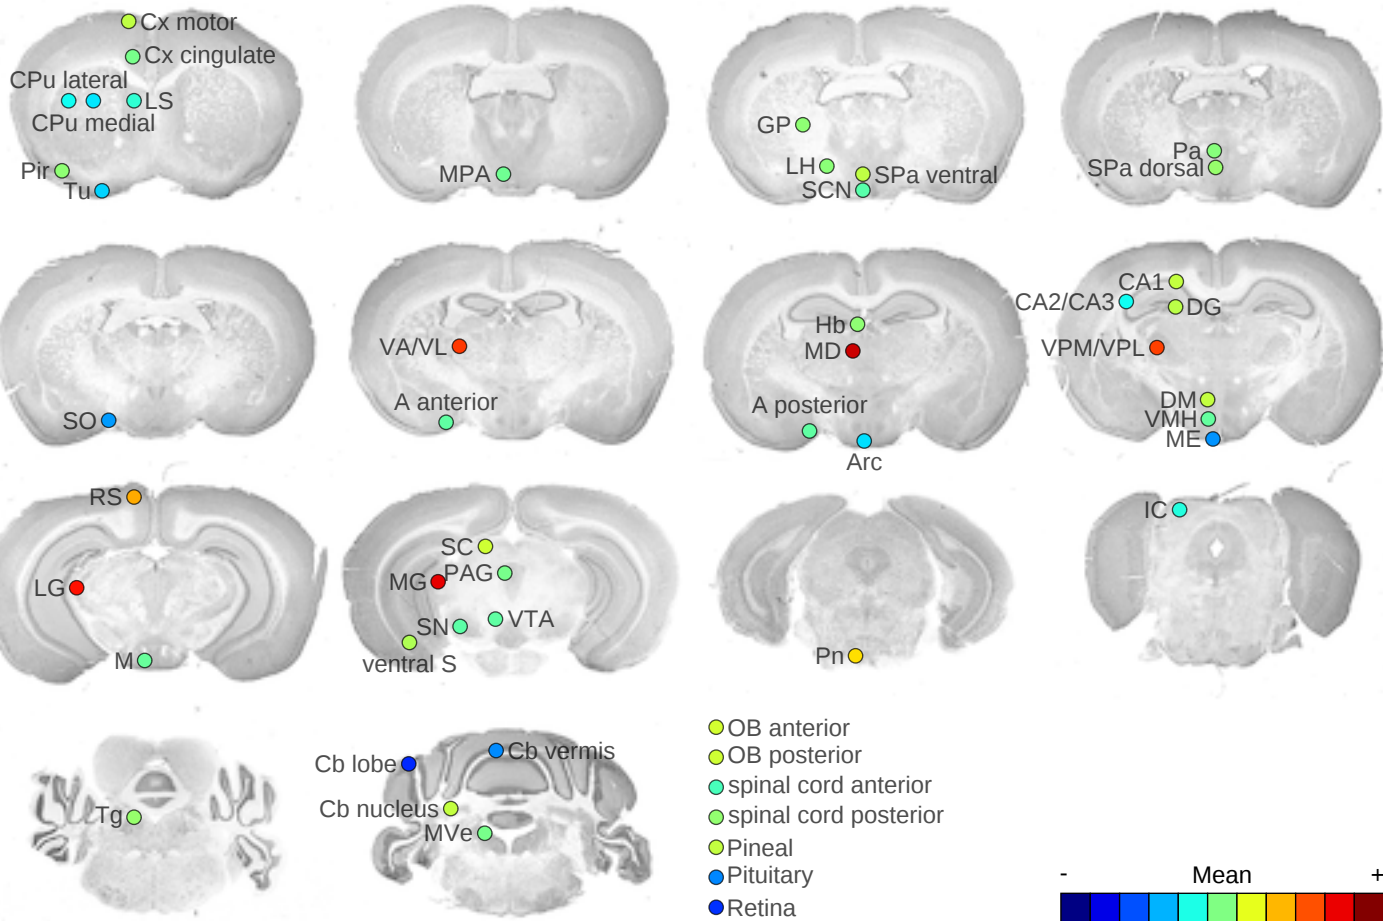 Cx motor
Cx cingulate
CPu lateral
LS
CPu medial
Pir
Tu
MPA
GP
LH
SPa ventral
SCN
Pa
SPa dorsal
SO
VA/VL
A anterior
Hb
MD
A posterior
Arc
CA1
CA2/CA3
DG
VPM/VPL
DM
VMH
ME
RS
LG
M
SC
MG
PAG
SN
VTA
ventral S
Pn
IC
Tg
Cb lobe
Cb vermis
Cb nucleus
MVe
OB anterior
OB posterior
spinal cord anterior
spinal cord posterior
Pineal
Pituitary
Retina
- Mean +